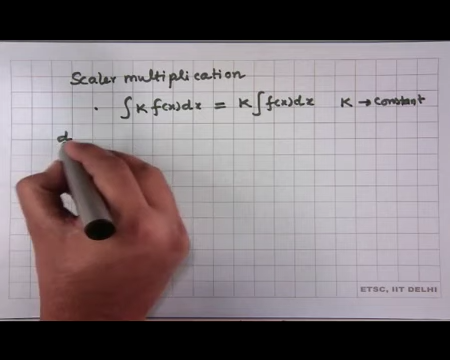 Scaler multiplication
· ∫K f(x)dx = K∫f(x)dx K → constant
d
ETSC, IIT DELHI